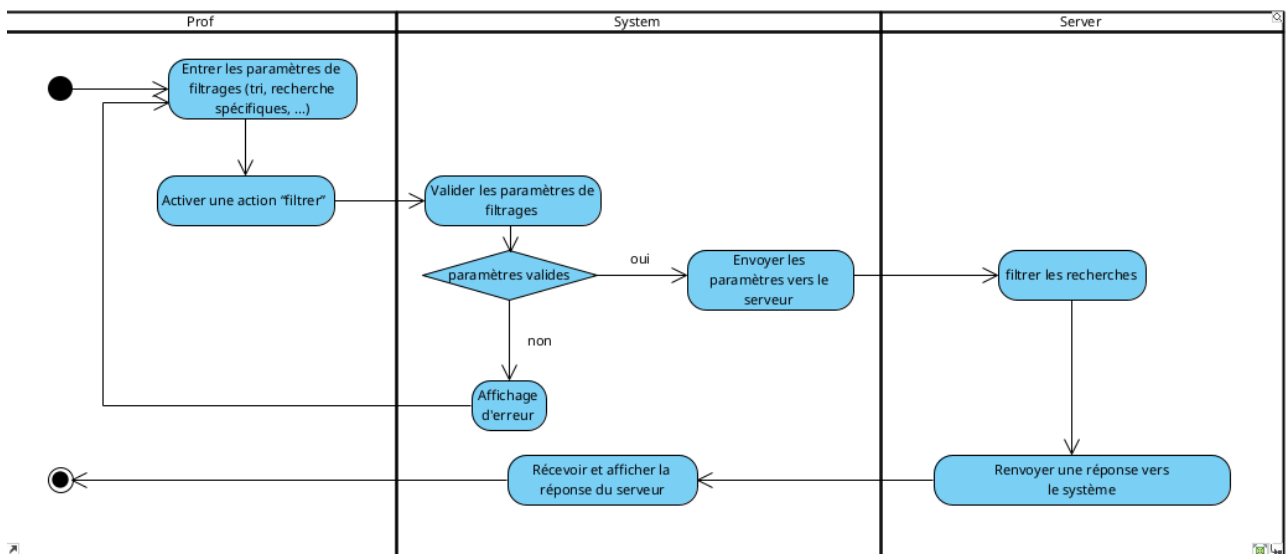 Prof
System
Server
Entrer les paramètres de
filtrages (tri, recherche
spécifiques, ...)
Activer une action “filtrer”
Valider les paramètres de
filtrages
paramètres valides
oui
Envoyer les
paramètres vers le
serveur
filtrer les recherches
non
Affichage
d'erreur
Récevoir et afficher la
réponse du serveur
Renvoyer une réponse vers
le système